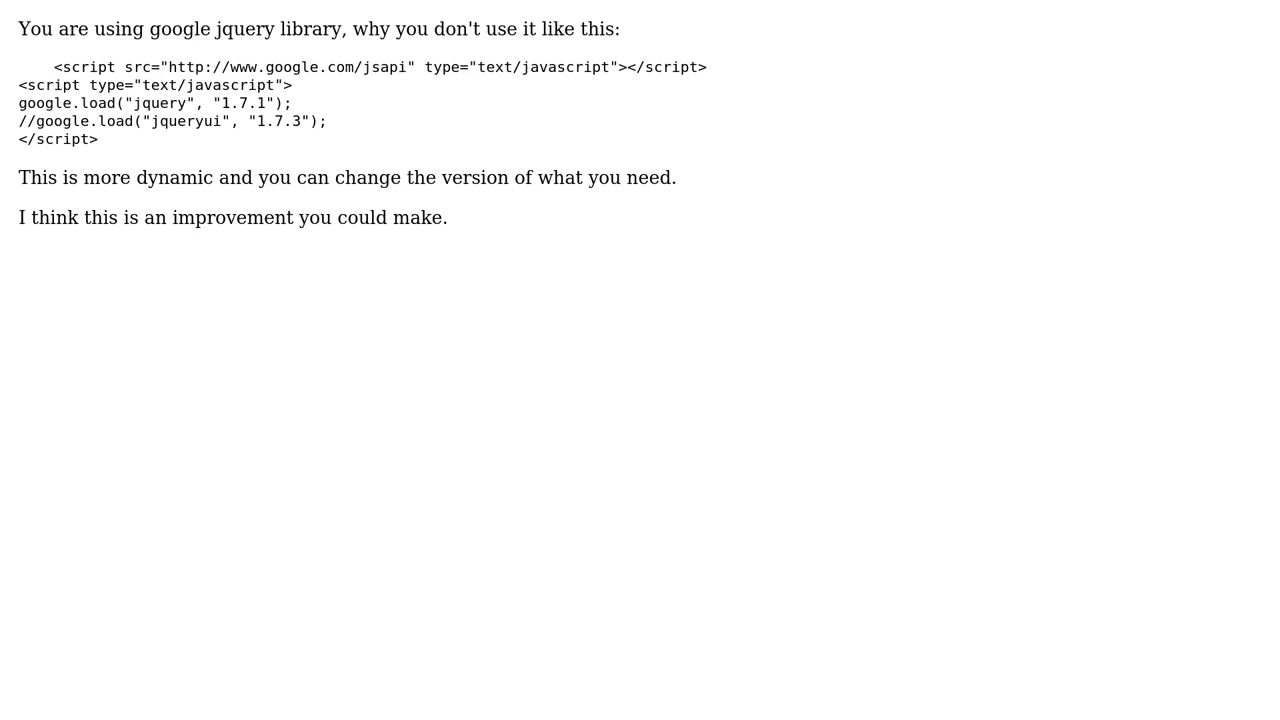 You are using google jquery library, why you don't use it like this:
    <script src="http://www.google.com/jsapi" type="text/javascript"></script>
<script type="text/javascript">
google.load("jquery", "1.7.1");
//google.load("jqueryui", "1.7.3");
</script>
This is more dynamic and you can change the version of what you need.
I think this is an improvement you could make.